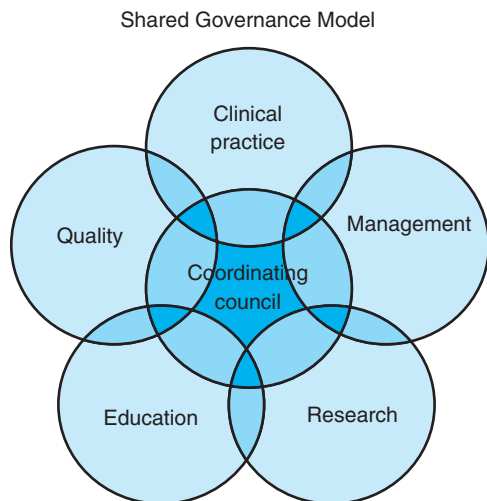 Shared Governance Model
Clinical
practice
Quality
Management
Coordinating
council
Education
Research